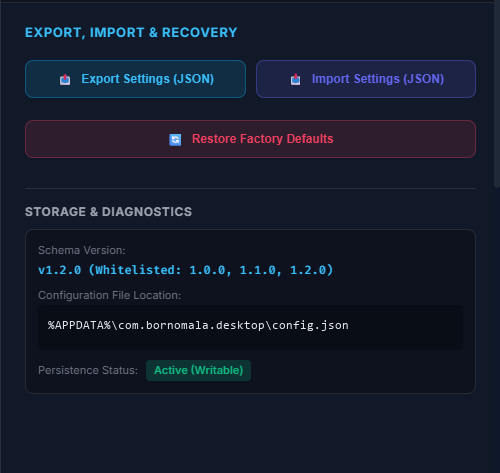 EXPORT, IMPORT & RECOVERY
Export Settings (JSON)
Import Settings (JSON)
Restore Factory Defaults
STORAGE & DIAGNOSTICS
Schema Version:
v1.2.0 (Whitelisted: 1.0.0, 1.1.0, 1.2.0)
Configuration File Location:
%APPDATA%\com.bornomala.desktop\config.json
Persistence Status: Active (Writable)